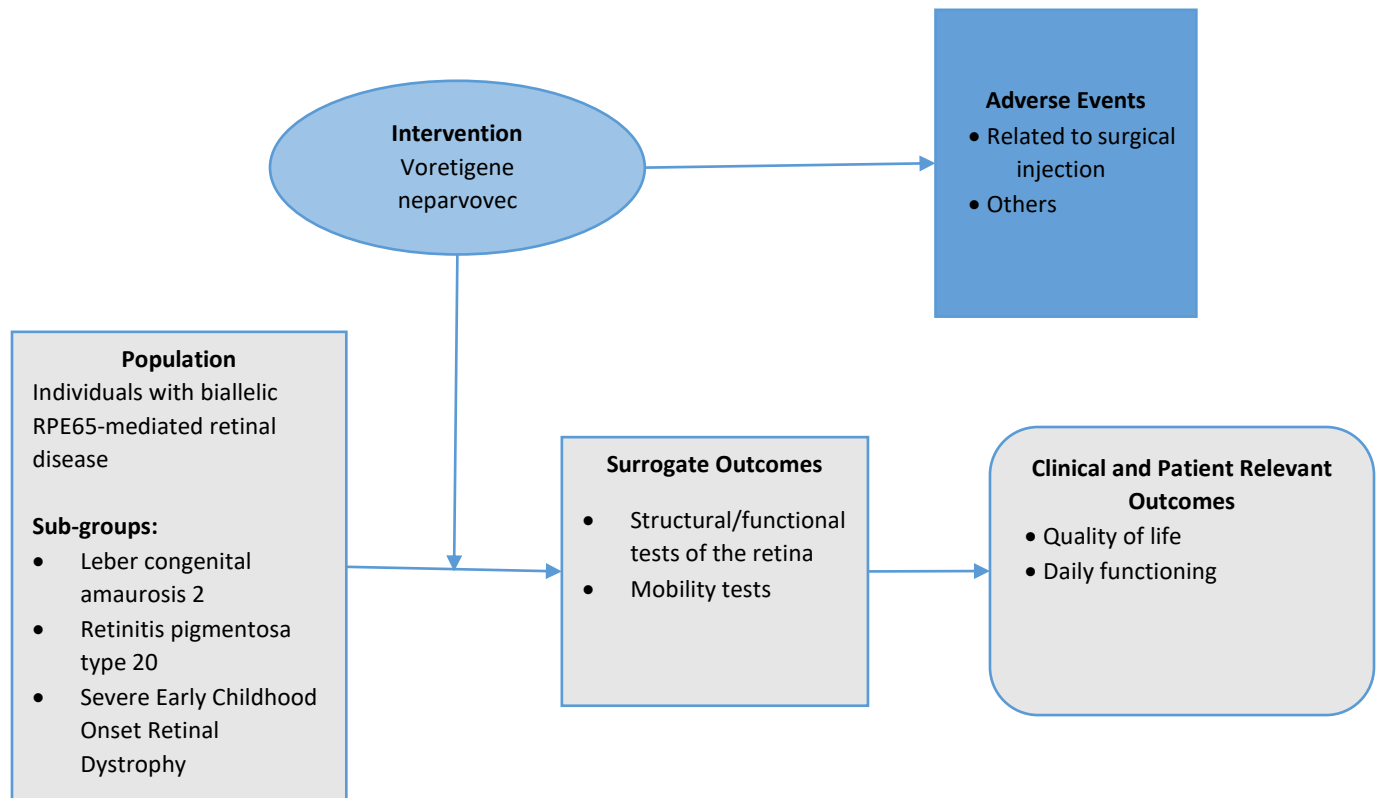 Intervention
Voretigene
neparvovec
Adverse Events
• Related to surgical
injection
• Others
Population
Individuals with biallelic
RPE65-mediated retinal
disease
Sub-groups:
• Leber congenital
amaurosis 2
• Retinitis pigmentosa
type 20
• Severe Early Childhood
Onset Retinal
Dystrophy
Surrogate Outcomes
• Structural/functional
tests of the retina
• Mobility tests
Clinical and Patient Relevant
Outcomes
• Quality of life
• Daily functioning